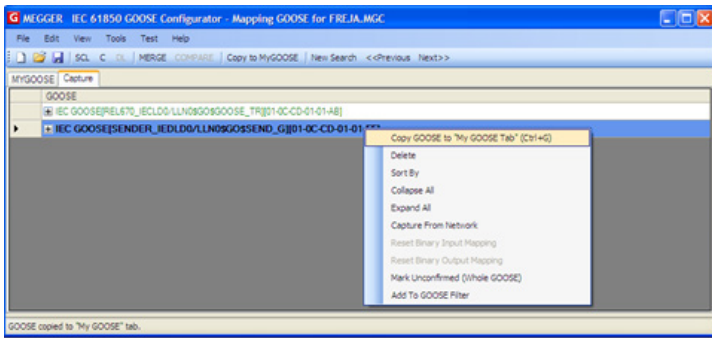 G MEGGER IEC 61850 GOOSE Configurator - Mapping GOOSE for FREJA.MGC
File Edit View Tools Test Help
SCL C DL MERGE COMPARE Copy to MyGOOSE New Search <<Previous Next>>
MYGOOSE Capture
GOOSE
IEC GOOSE[REL670_IECLD0/LLN0$GO$GOOSE_TR][01-0C-CD-01-01-AB]
IEC GOOSE[SENDER_IEDLD0/LLN0$GO$SEND_G][01-0C-CD-01-01-
Copy GOOSE to "My GOOSE Tab" (Ctrl+G)
Delete
Sort By
Collapse All
Expand All
Capture From Network
Reset Binary Input Mapping
Reset Binary Output Mapping
Mark Unconfirmed (Whole GOOSE)
Add To GOOSE Filter
GOOSE copied to "My GOOSE" tab.